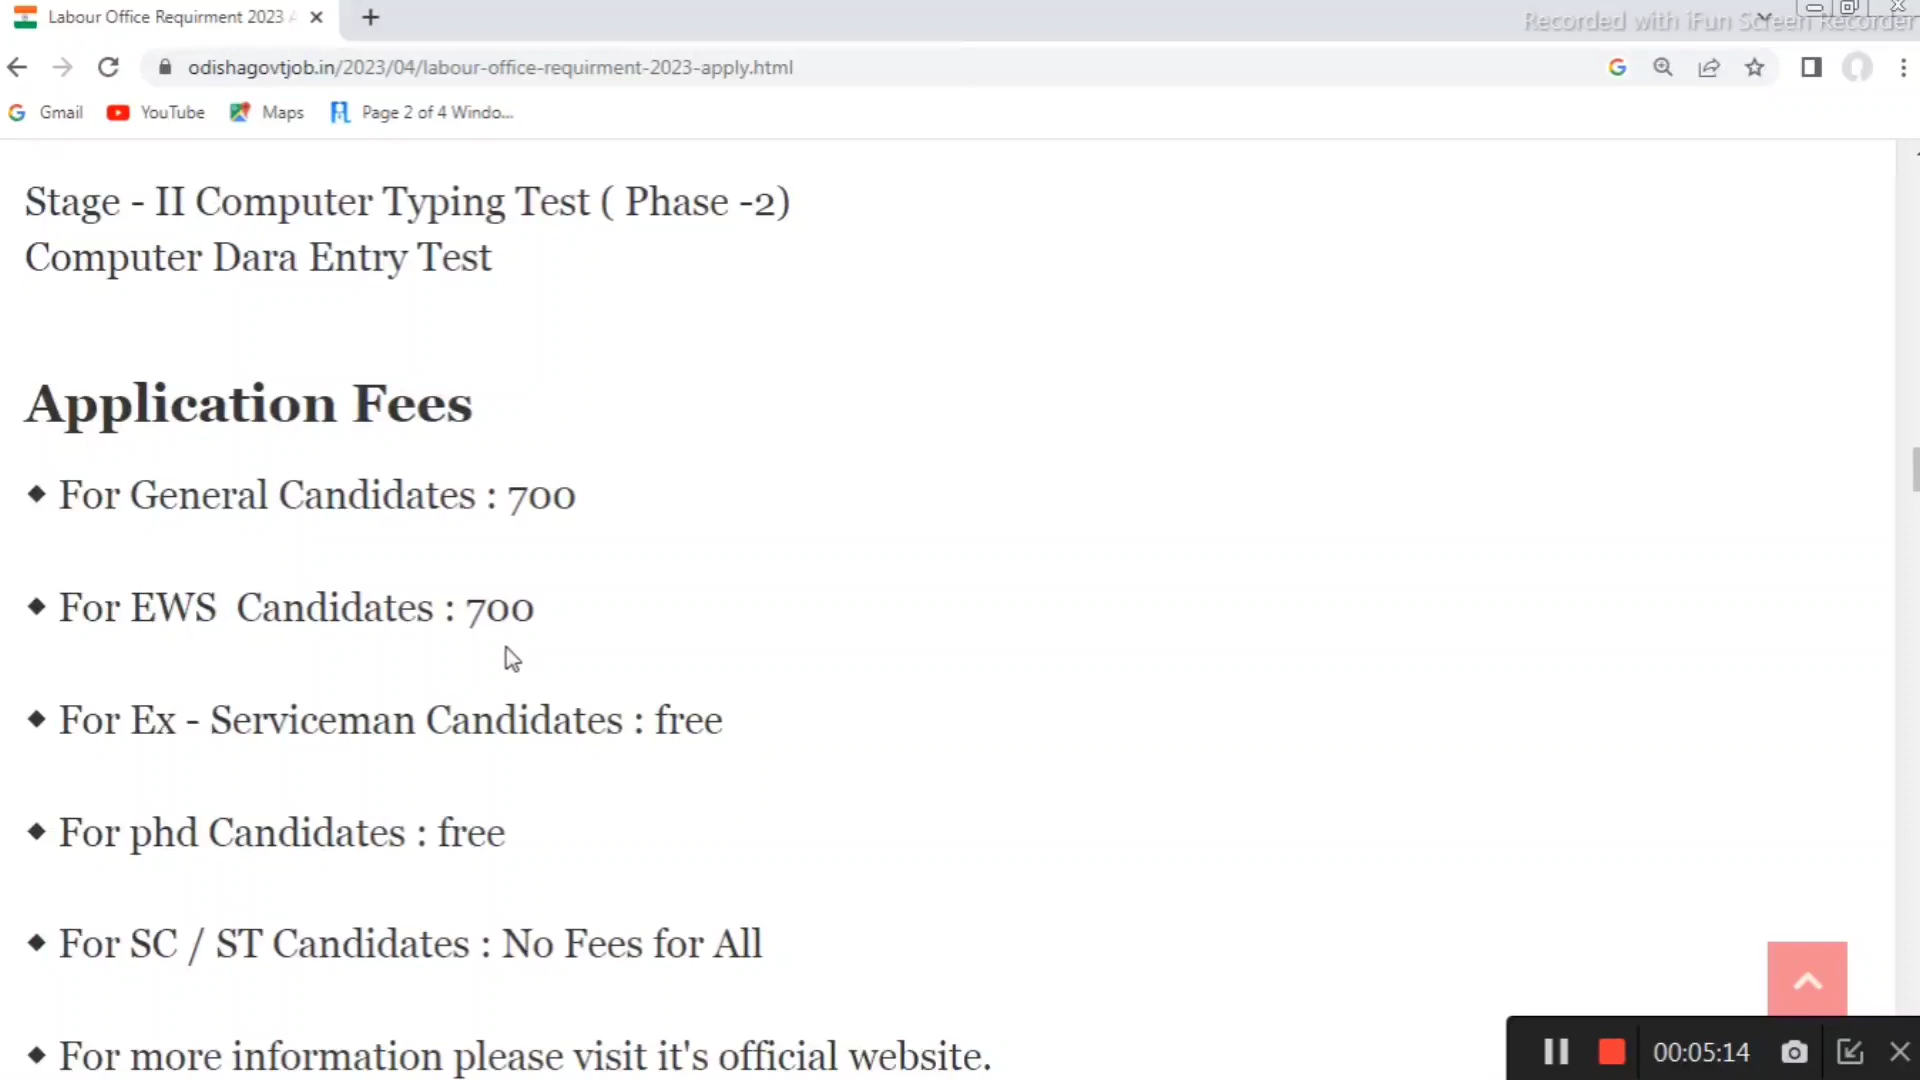 Labour Office Requirment 2023
Recorded with iFun Screen Recorder
odishagovtjob.in/2023/04/labour-office-requirment-2023-apply.html
Gmail YouTube Maps Page 2 of 4 Windo...
Stage - II Computer Typing Test ( Phase -2)
Computer Dara Entry Test
Application Fees
◆ For General Candidates : 700
◆ For EWS Candidates : 700
◆ For Ex - Serviceman Candidates : free
◆ For phd Candidates : free
◆ For SC / ST Candidates : No Fees for All
◆ For more information please visit it's official website.
00:05:14